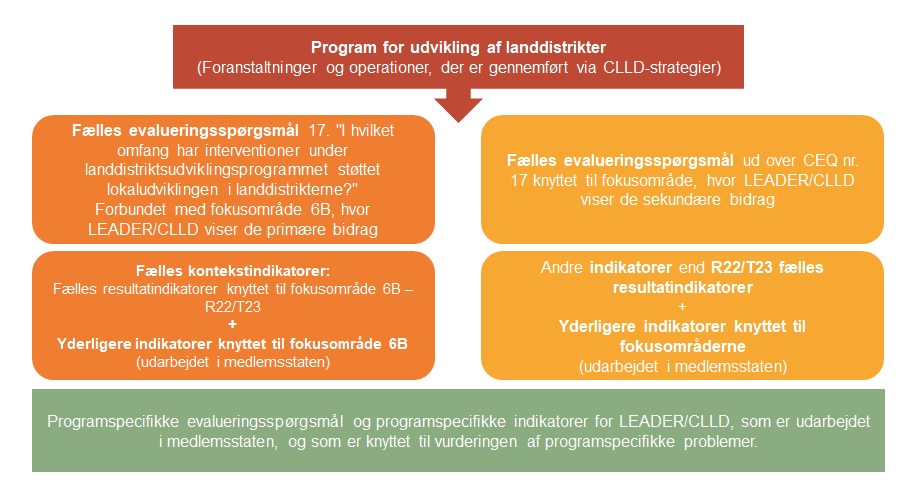 Program for udvikling af landdistrikter
(Foranstaltninger og operationer, der er gennemført via CLLD-strategier)
Fælles evalueringsspørgsmål 17. "I hvilket
omfang har interventioner under
landdistriktsudviklingsprogrammet støttet
lokaludviklingen i landdistrikterne?"
Forbundet med fokusområde 6B, hvor
LEADER/CLLD viser de primære bidrag
Fælles evalueringsspørgsmål ud over CEQ nr.
17 knyttet til fokusområde, hvor LEADER/CLLD
viser de sekundære bidrag
Fælles kontekstindikatorer:
Fælles resultatindikatorer knyttet til fokusområde 6B –
R22/T23
+
Yderligere indikatorer knyttet til fokusområde 6B
(udarbejdet i medlemsstaten)
Andre indikatorer end R22/T23 fælles
resultatindikatorer
+
Yderligere indikatorer knyttet til
fokusområderne
(udarbejdet i medlemsstaten)
Programspecifikke evalueringsspørgsmål og programspecifikke indikatorer for LEADER/CLLD, som er udarbejdet
i medlemsstaten, og som er knyttet til vurderingen af programspecifikke problemer.